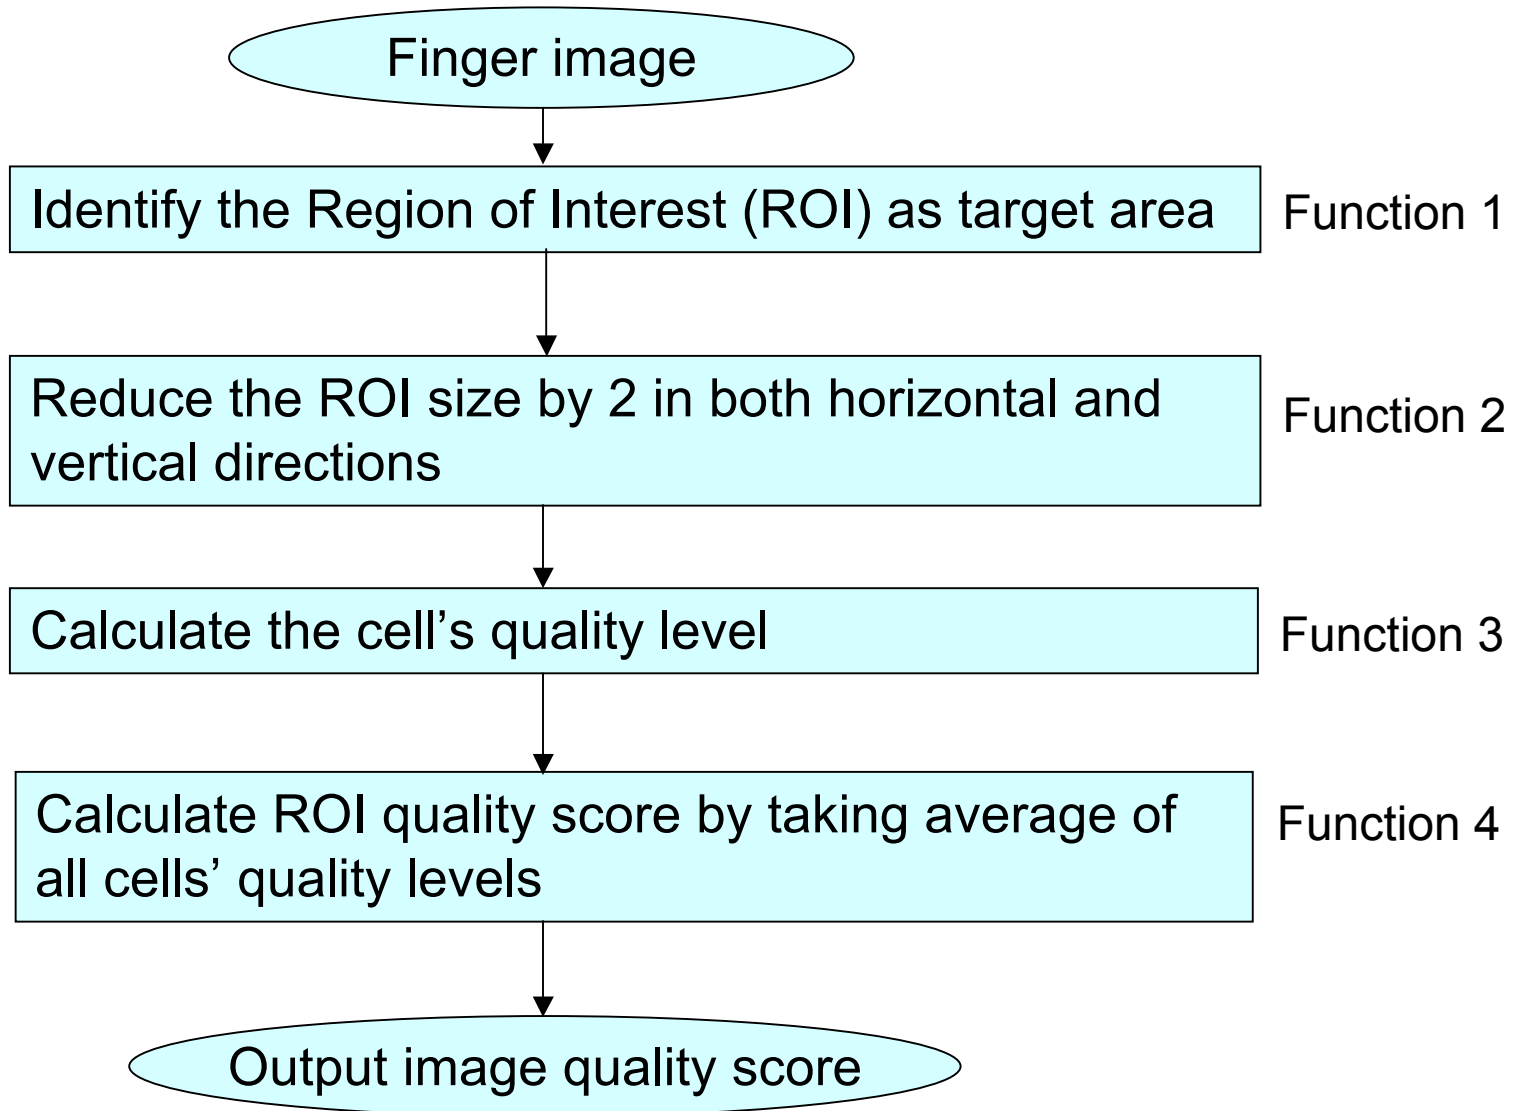 Finger image
Identify the Region of Interest (ROI) as target area
Function 1
Reduce the ROI size by 2 in both horizontal and
vertical directions
Function 2
Calculate the cell’s quality level
Function 3
Calculate ROI quality score by taking average of
all cells’ quality levels
Function 4
Output image quality score